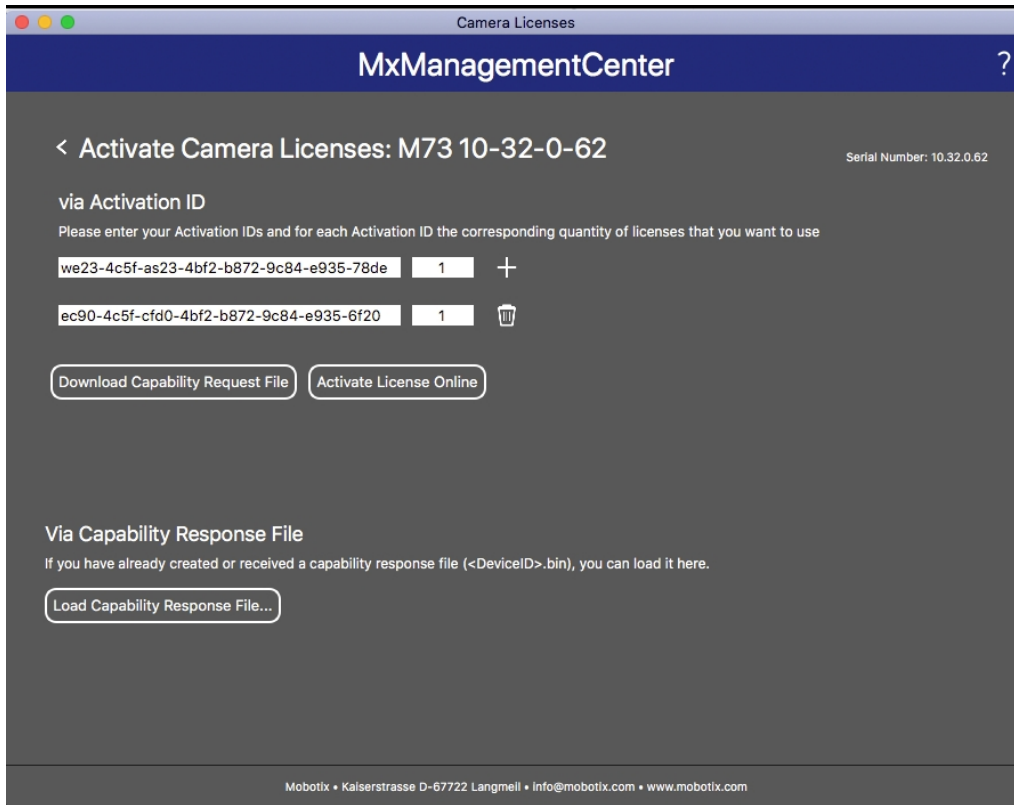 Camera Licenses
MxManagementCenter ?
< Activate Camera Licenses: M73 10-32-0-62
Serial Number: 10.32.0.62
via Activation ID
Please enter your Activation IDs and for each Activation ID the corresponding quantity of licenses that you want to use
we23-4c5f-as23-4bf2-b872-9c84-e935-78de 1 +
ec90-4c5f-cfd0-4bf2-b872-9c84-e935-6f20 1
Download Capability Request File Activate License Online
Via Capability Response File
If you have already created or received a capability response file (<DeviceID>.bin), you can load it here.
Load Capability Response File...
Mobotix • Kaiserstrasse D-67722 Langmeil • info@mobotix.com • www.mobotix.com